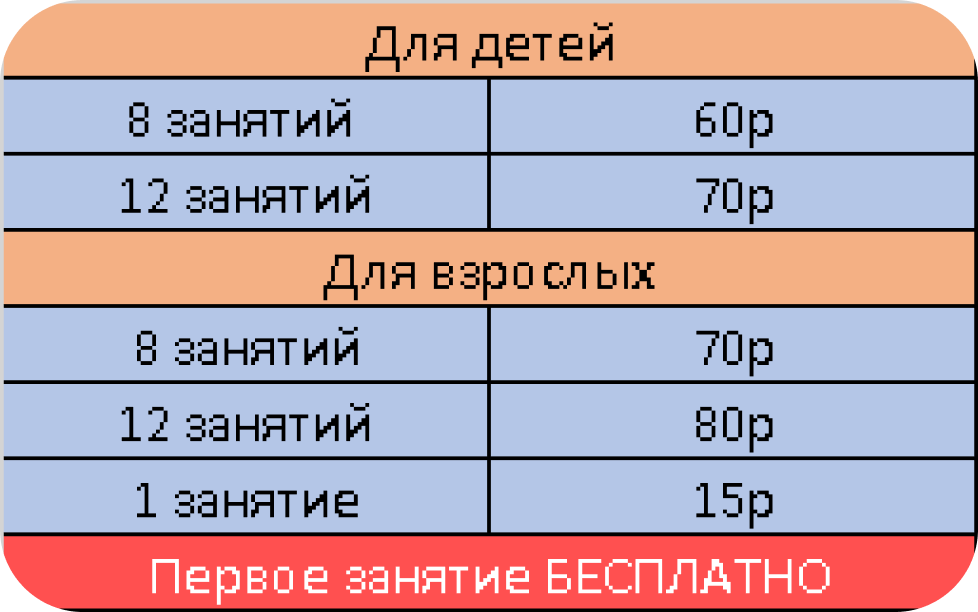 Для детей
8 занятий 60р
12 занятий 70р
Для взрослых
8 занятий 70р
12 занятий 80р
1 занятие 15р
Первое занятие БЕСПЛАТНО